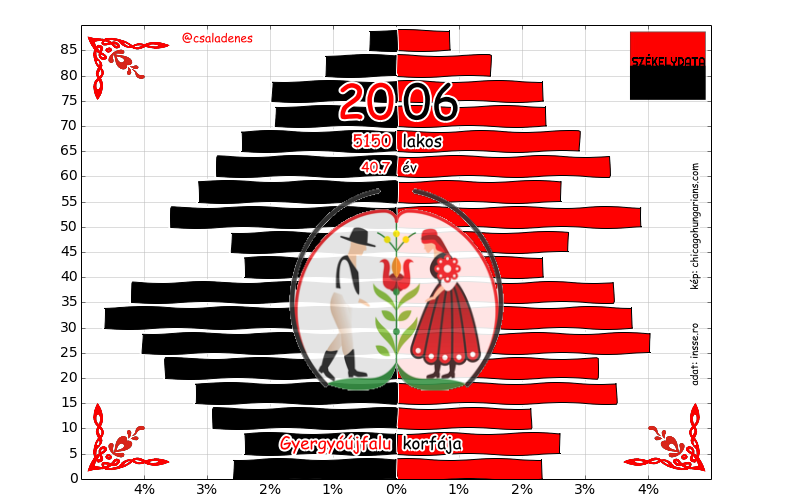 @csaladenes
SZÉKELYDATA
2006
5150 lakos
40.7 év
kép: chicagohungarians.com
adat: insse.ro
Gyergyóújfalu korfája
85
80
75
70
65
60
55
50
45
40
35
30
25
20
15
10
5
0
4% 3% 2% 1% 0% 1% 2% 3% 4%